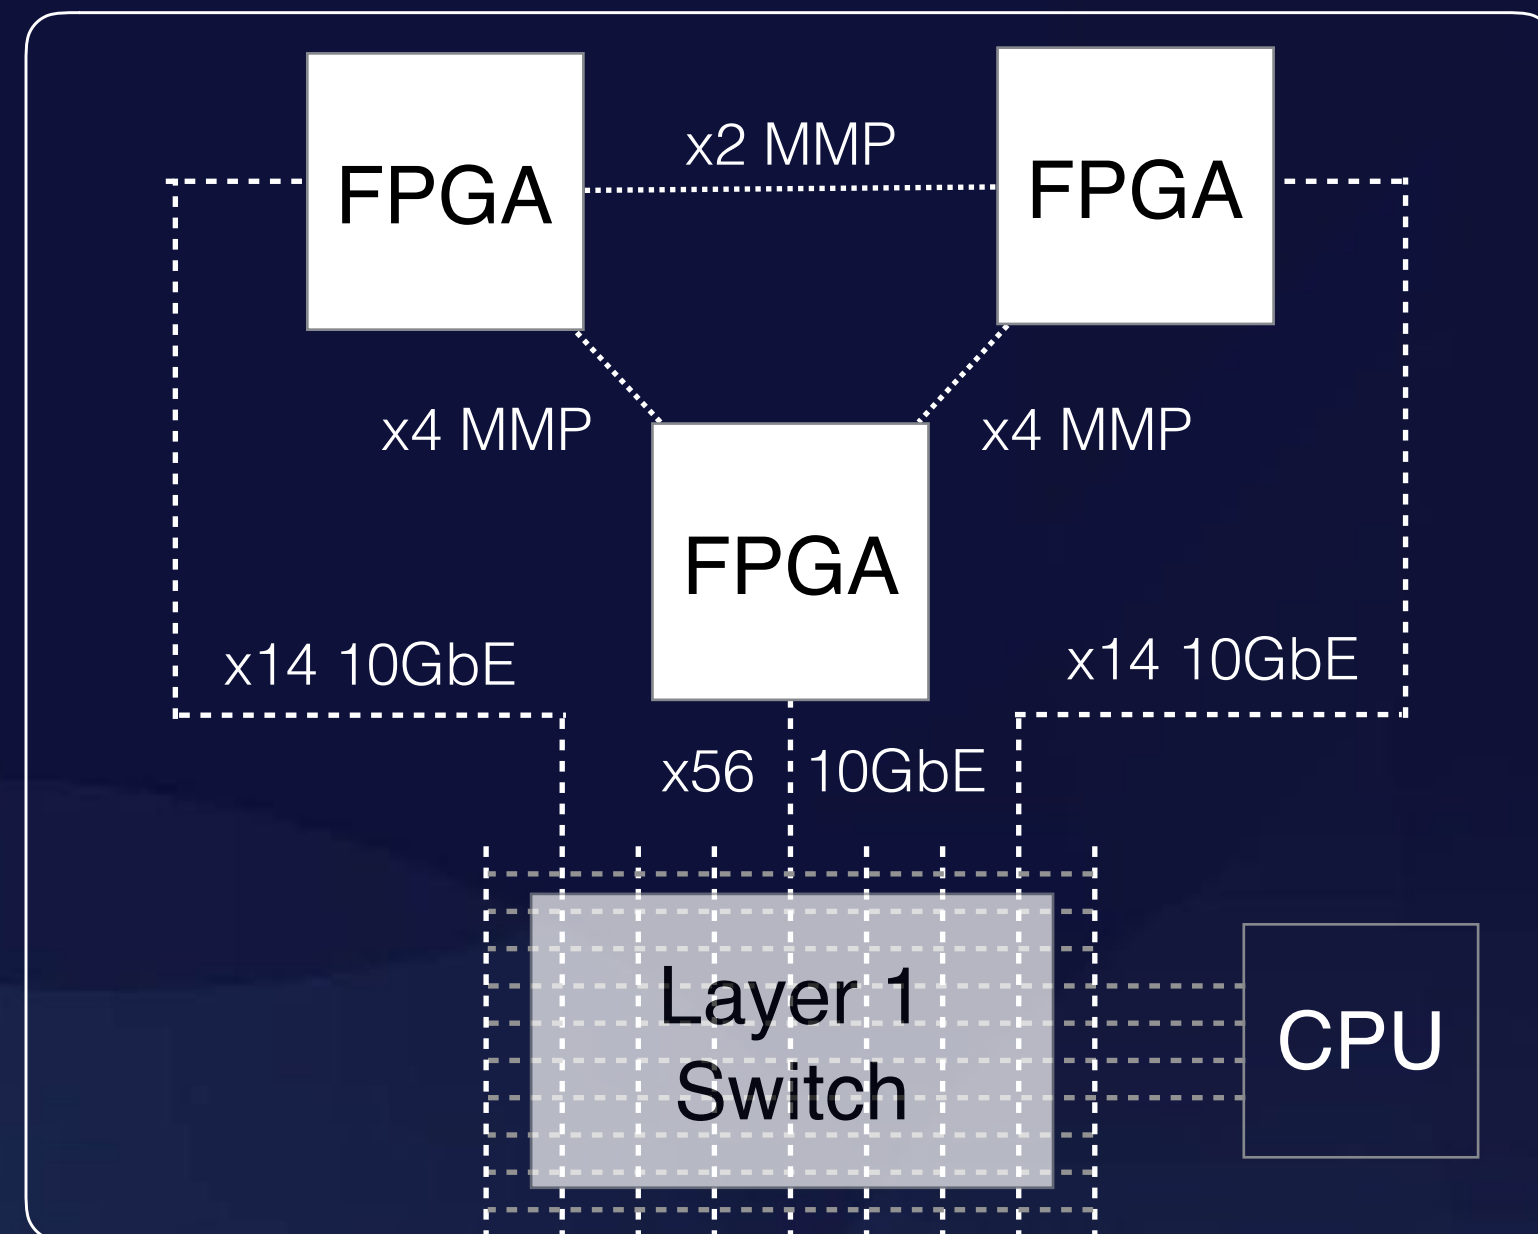 FPGA
x2 MMP
FPGA
x4 MMP
x4 MMP
FPGA
x14 10GbE
x14 10GbE
x56 10GbE
Layer 1
Switch
CPU